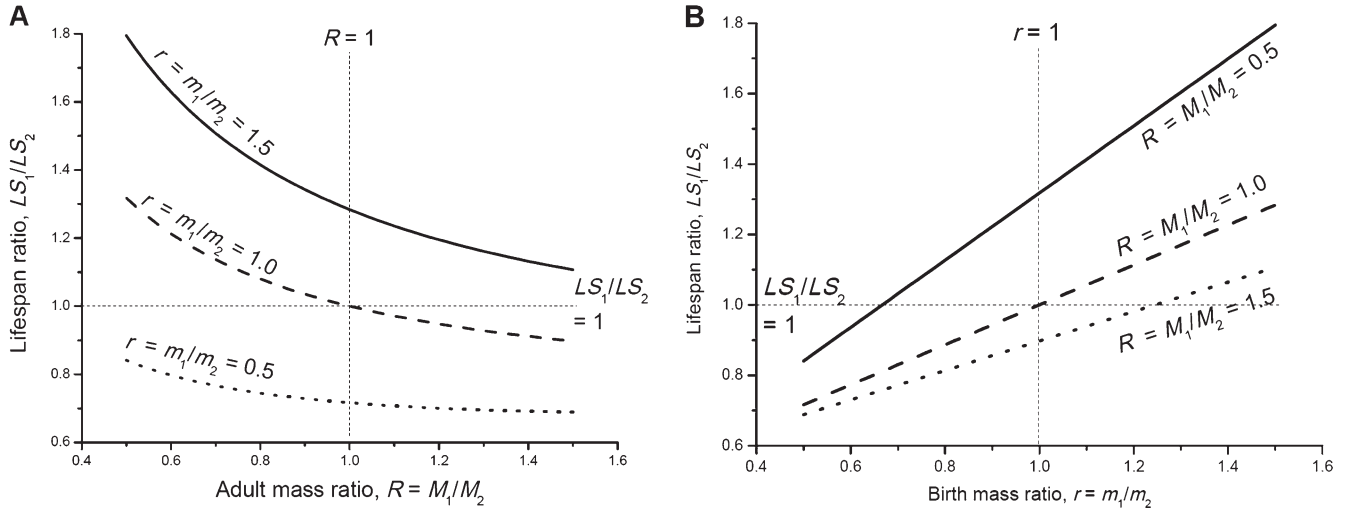 A
R = 1
1.8
1.6
1.4
1.2
1.0
0.8
0.6
Lifespan ratio, LS₁/LS₂
r = m₁/m₂ = 1.5
r = m₁/m₂ = 1.0
r = m₁/m₂ = 0.5
LS₁/LS₂
= 1
0.4
0.6
0.8
1.0
1.2
1.4
1.6
Adult mass ratio, R = M₁/M₂
B
r = 1
1.8
1.6
1.4
1.2
1.0
0.8
0.6
Lifespan ratio, LS₁/LS₂
R = M₁/M₂ = 0.5
R = M₁/M₂ = 1.0
R = M₁/M₂ = 1.5
LS₁/LS₂
= 1
0.4
0.6
0.8
1.0
1.2
1.4
1.6
Birth mass ratio, r = m₁/m₂